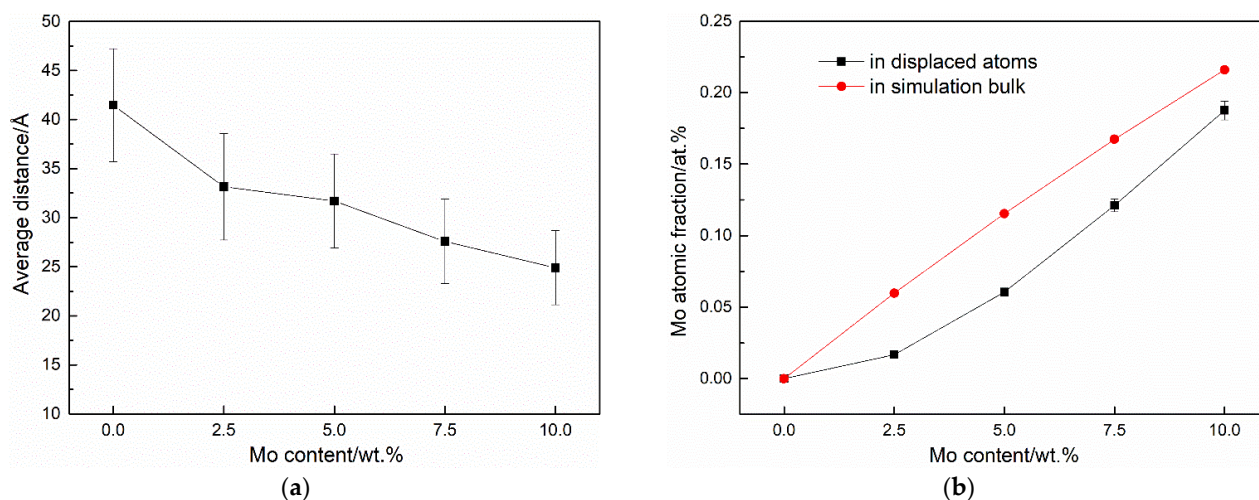 50
45
40
35
30
25
20
15
10
Average distance/Å
0.0 2.5 5.0 7.5 10.0
Mo content/wt.%
(a)
0.25
0.20
0.15
0.10
0.05
0.00
Mo atomic fraction/at.%
in displaced atoms
in simulation bulk
0.0 2.5 5.0 7.5 10.0
Mo content/wt.%
(b)